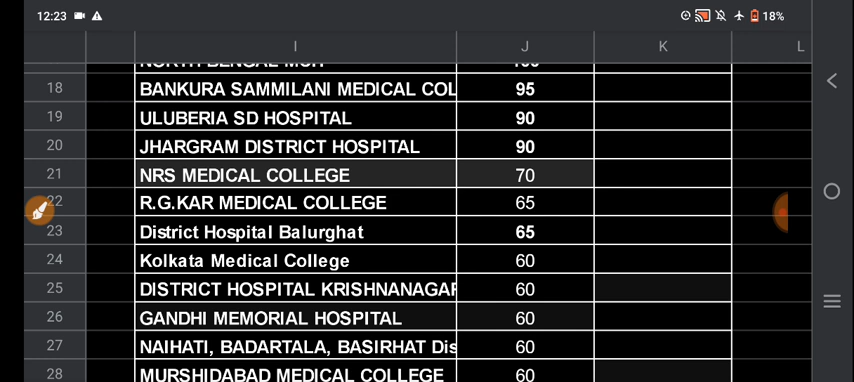 12:23 18%
I J K L
18 BANKURA SAMMILANI MEDICAL COL 95
19 ULUBERIA SD HOSPITAL 90
20 JHARGRAM DISTRICT HOSPITAL 90
21 NRS MEDICAL COLLEGE 70
22 R.G.KAR MEDICAL COLLEGE 65
23 District Hospital Balurghat 65
24 Kolkata Medical College 60
25 DISTRICT HOSPITAL KRISHNANAGAR 60
26 GANDHI MEMORIAL HOSPITAL 60
27 NAIHATI, BADARTALA, BASIRHAT Dis 60
28 MURSHIDABAD MEDICAL COLLEGE 60